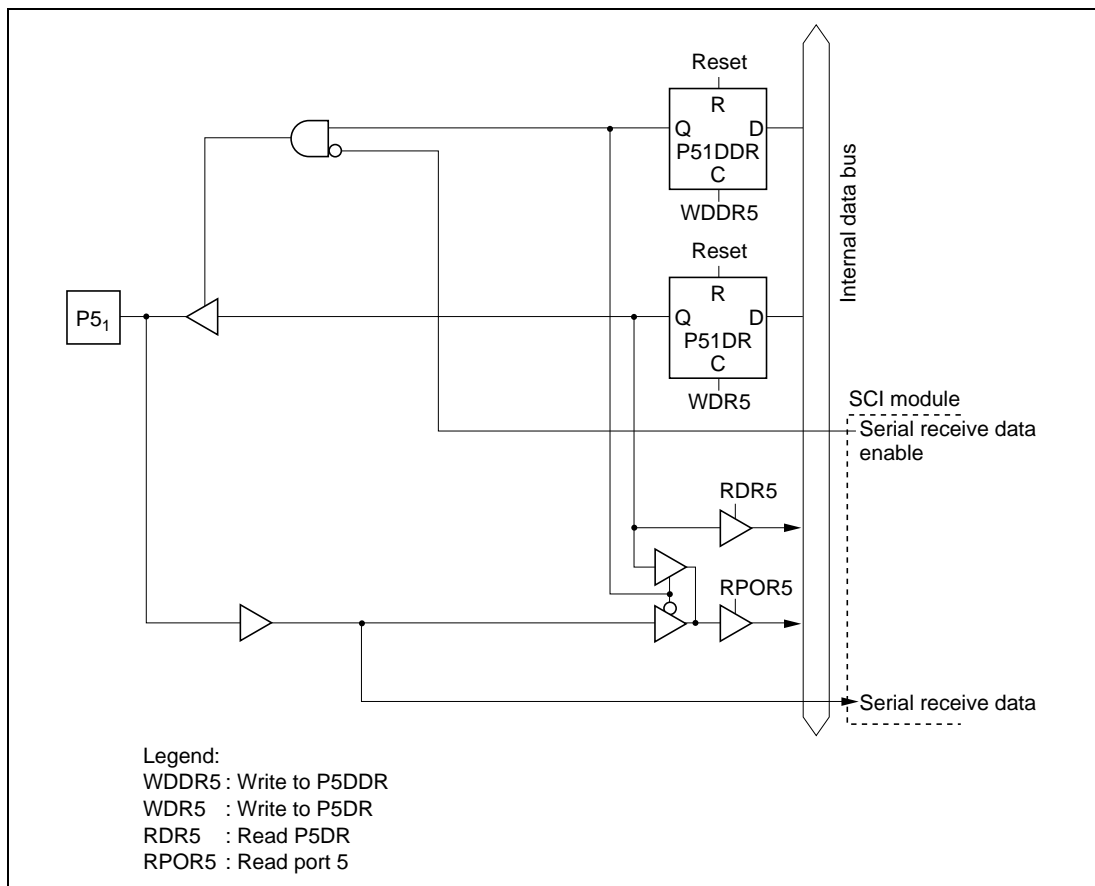 Reset
R
Q D
P51DDR
C
WDDR5
Reset
R
P5₁
Q D
P51DR
C
WDR5
Internal data bus
SCI module
Serial receive data
enable
RDR5
RPOR5
Serial receive data
Legend:
WDDR5 : Write to P5DDR
WDR5 : Write to P5DR
RDR5 : Read P5DR
RPOR5 : Read port 5